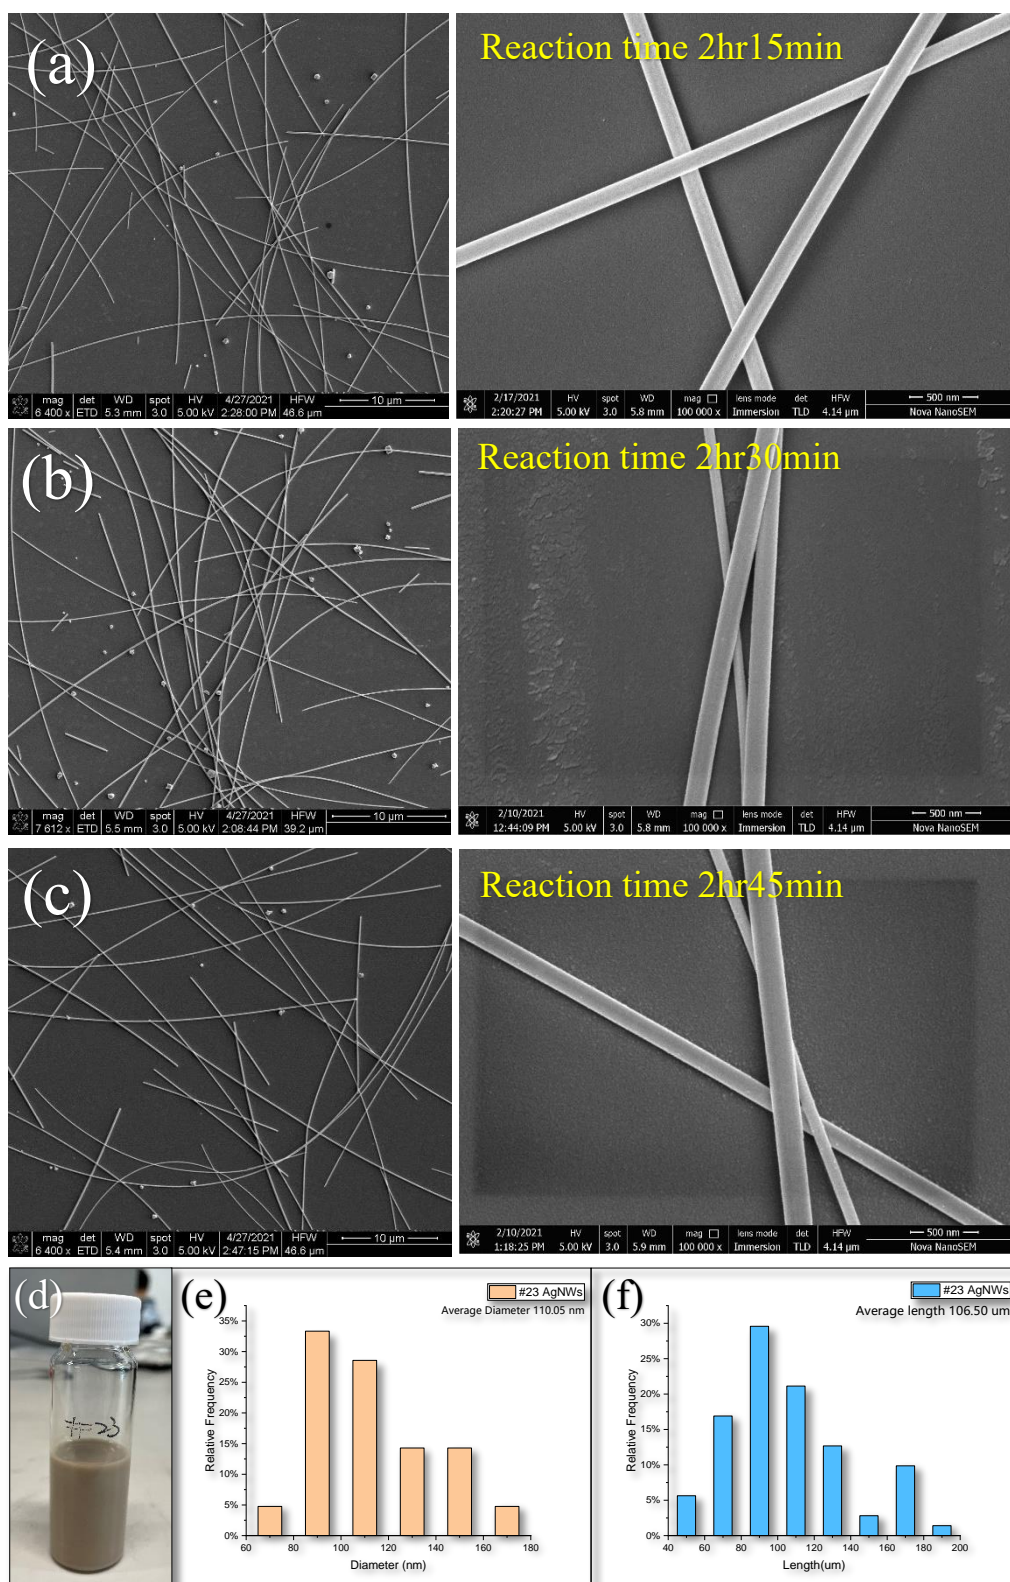 (a)
Reaction time 2hr15min
mag det WD spot HV 4/27/2021 HFW 10 µm
6 400 x ETD 5.3 mm 3.0 5.00 kV 2:28:00 PM 46.6 µm
2/17/2021 HV spot WD mag lens mode det HFW 500 nm
2:20:27 PM 5.00 kV 3.0 5.8 mm 100 000 x Immersion TLD 4.14 µm Nova NanoSEM
(b)
Reaction time 2hr30min
mag det WD spot HV 4/27/2021 HFW 10 µm
7 612 x ETD 5.5 mm 3.0 5.00 kV 2:08:44 PM 39.2 µm
2/10/2021 HV spot WD mag lens mode det HFW 500 nm
12:44:09 PM 5.00 kV 3.0 5.8 mm 100 000 x Immersion TLD 4.14 µm Nova NanoSEM
(c)
Reaction time 2hr45min
mag det WD spot HV 4/27/2021 HFW 10 µm
6 400 x ETD 5.4 mm 3.0 5.00 kV 2:47:15 PM 46.6 µm
2/10/2021 HV spot WD mag lens mode det HFW 500 nm
1:18:25 PM 5.00 kV 3.0 5.9 mm 100 000 x Immersion TLD 4.14 µm Nova NanoSEM
(d)
#23
(e)
#23 AgNWs
Average Diameter 110.05 nm
35%
30%
25%
20%
15%
10%
5%
0%
Relative Frequency
60 80 100 120 140 160 180
Diameter (nm)
(f)
#23 AgNWs
Average length 106.50 um
30%
25%
20%
15%
10%
5%
0%
Relative Frequency
40 60 80 100 120 140 160 180 200
Length(um)